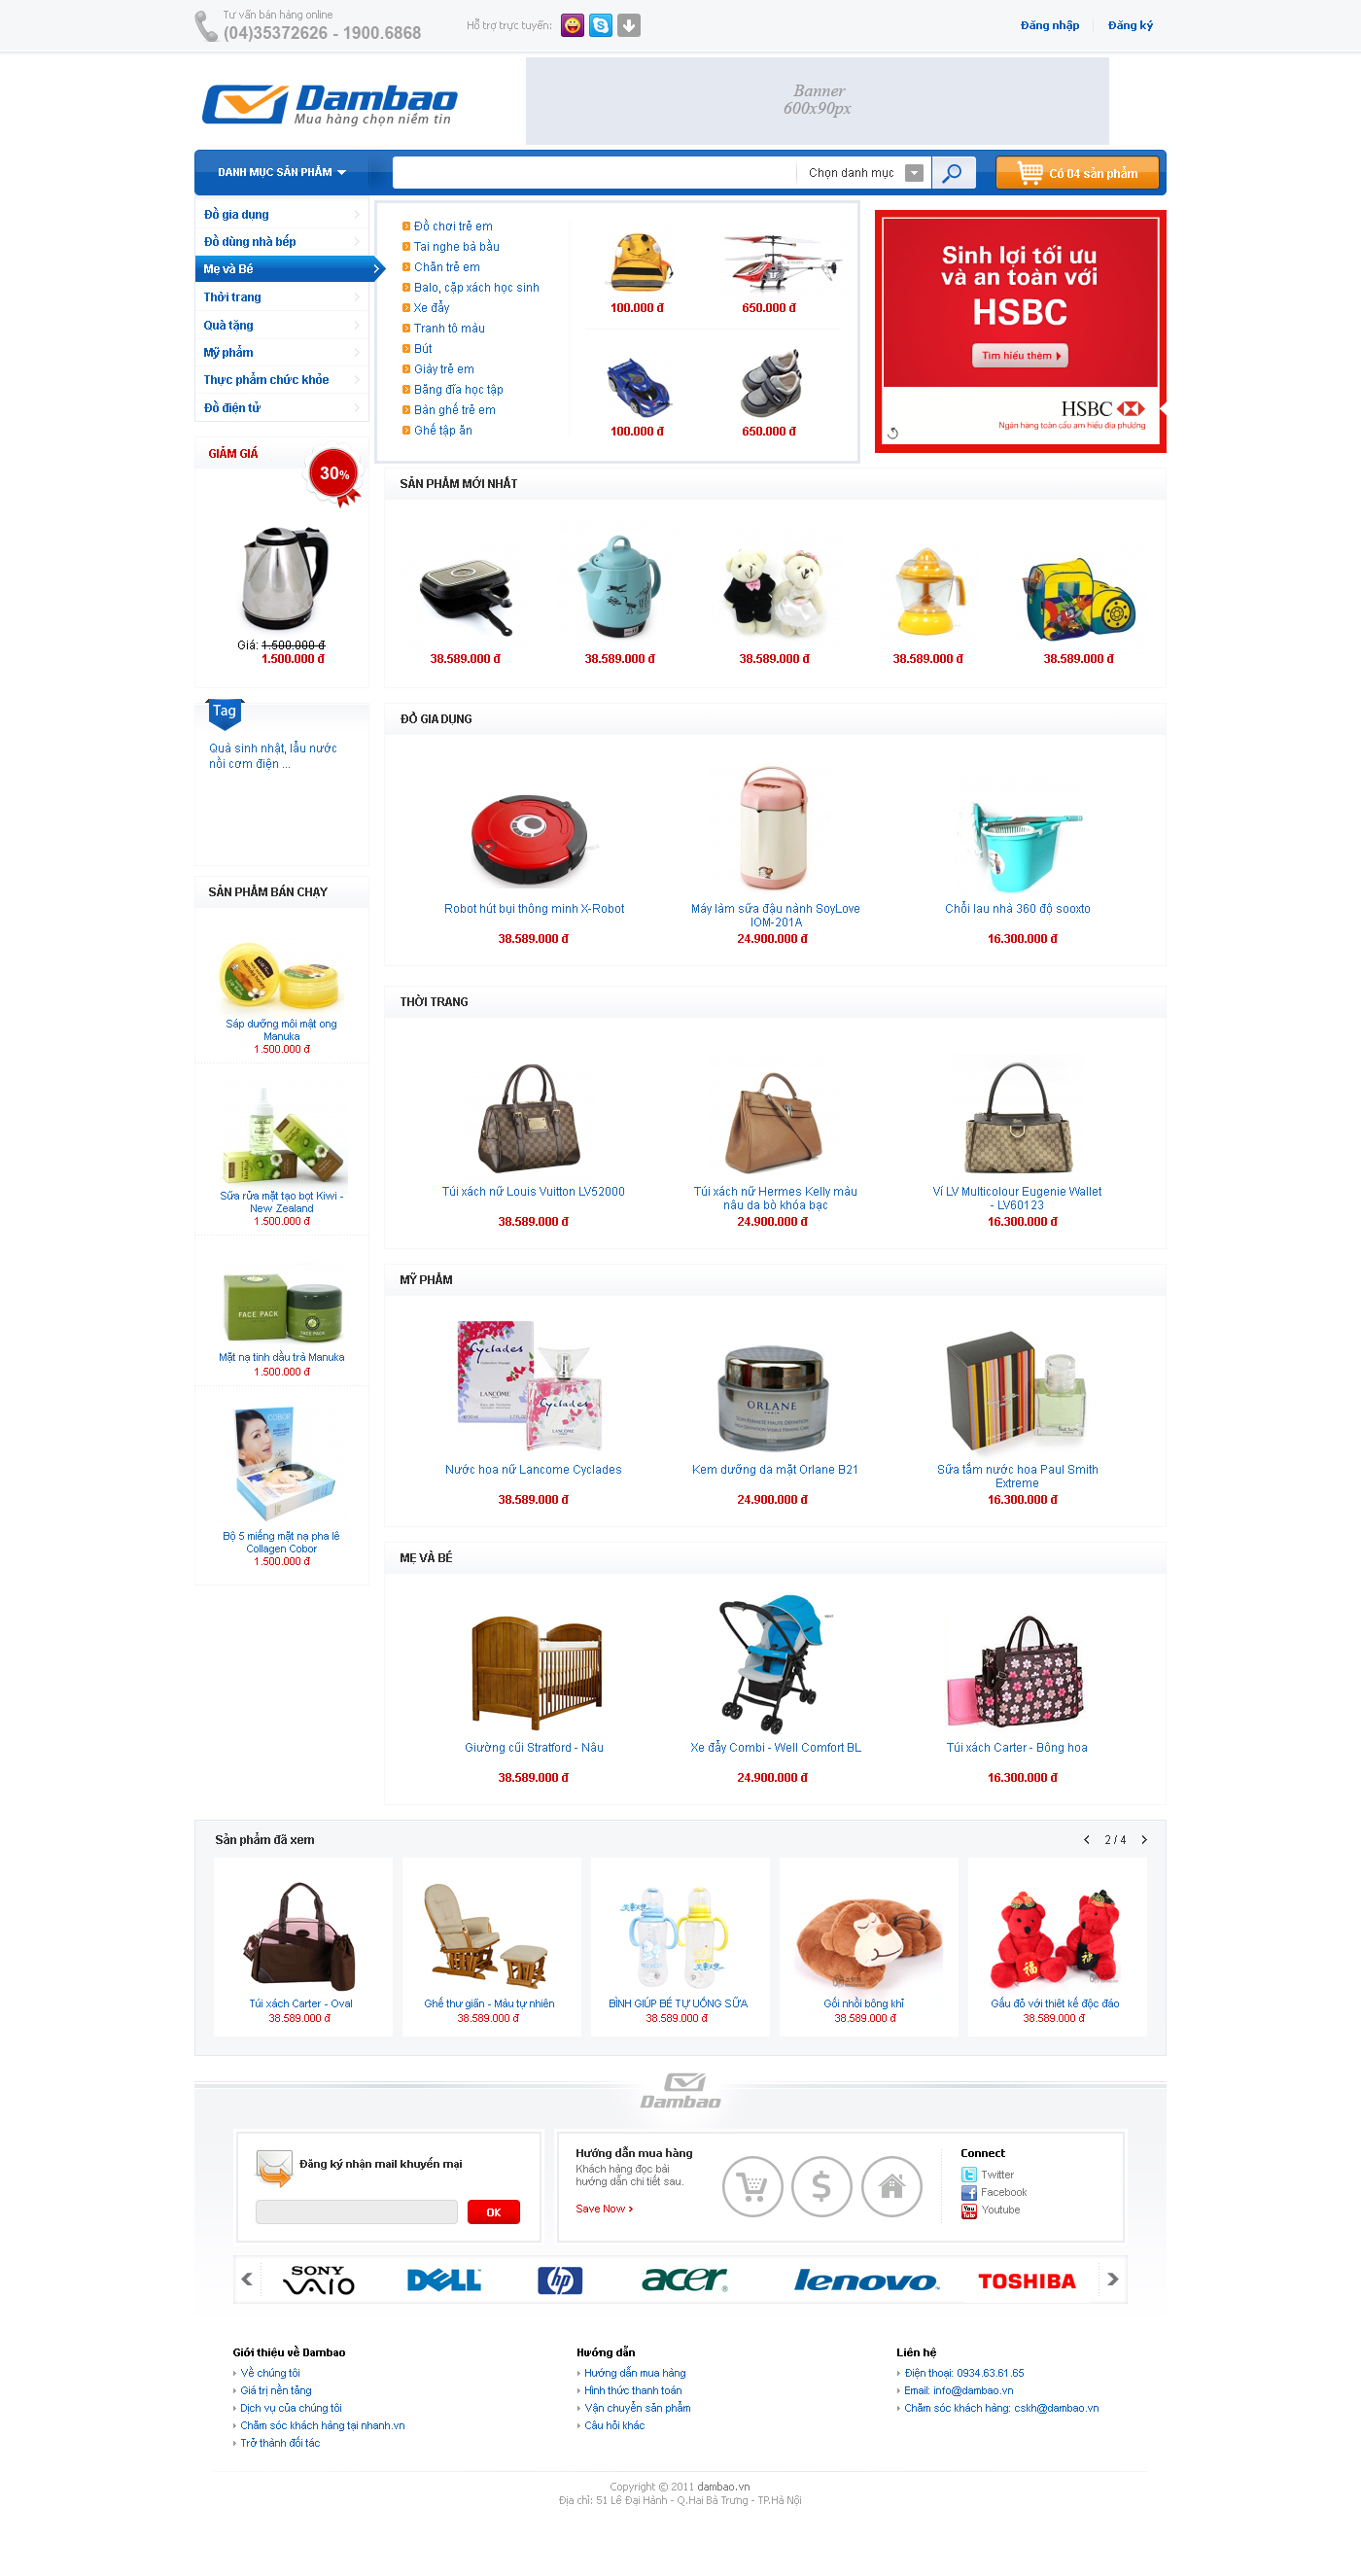 Tư vấn bán hàng online
(04)35372626 - 1900.6868
Hỗ trợ trực tuyến:
Đăng nhập
Đăng ký
Dambao
Mua hàng chọn niềm tin
Banner
600x90px
DANH MỤC SẢN PHẨM
Chọn danh mục
Có 04 sản phẩm
Đồ gia dụng
Đồ dùng nhà bếp
Mẹ và Bé
Thời trang
Quà tặng
Mỹ phẩm
Thực phẩm chức khỏe
Đồ điện tử
Đồ chơi trẻ em
Tai nghe bà bầu
Chăn trẻ em
Balo, cặp xách học sinh
Xe đẩy
Tranh tô màu
Bút
Giày trẻ em
Băng đĩa học tập
Bàn ghế trẻ em
Ghế tập ăn
100.000 đ
650.000 đ
100.000 đ
650.000 đ
Sinh lợi tối ưu
và an toàn với
HSBC
Tìm hiểu thêm
HSBC
Ngân hàng toàn cầu am hiểu địa phương
GIẢM GIÁ
30%
Giá: 1.500.000 đ
1.500.000 đ
SẢN PHẨM MỚI NHẤT
38.589.000 đ
38.589.000 đ
38.589.000 đ
38.589.000 đ
38.589.000 đ
Tag
Quà sinh nhật, lẩu nước
nồi cơm điện ...
ĐỒ GIA DỤNG
Robot hút bụi thông minh X-Robot
38.589.000 đ
Máy làm sữa đậu nành SoyLove
IOM-201A
24.900.000 đ
Chổi lau nhà 360 độ sooxto
16.300.000 đ
SẢN PHẨM BÁN CHẠY
Sáp dưỡng môi mật ong
Manuka
1.500.000 đ
Sữa rửa mặt tạo bọt Kiwi -
New Zealand
1.500.000 đ
FACE PACK
FACE PACK
Mặt nạ tinh dầu trà Manuka
1.500.000 đ
COBOR
Bộ 5 miếng mặt nạ pha lê
Collagen Cobor
1.500.000 đ
THỜI TRANG
Túi xách nữ Louis Vuitton LV52000
38.589.000 đ
Túi xách nữ Hermes Kelly màu
nâu da bò khóa bạc
24.900.000 đ
Ví LV Multicolour Eugenie Wallet
- LV60123
16.300.000 đ
MỸ PHẨM
Cyclades
LANCÔME
Cyclades
LANCÔME
Nước hoa nữ Lancome Cyclades
38.589.000 đ
ORLANE
PARIS
Kem dưỡng da mặt Orlane B21
24.900.000 đ
Sữa tắm nước hoa Paul Smith
Extreme
16.300.000 đ
MẸ VÀ BÉ
Giường cũi Stratford - Nâu
38.589.000 đ
Xe đẩy Combi - Well Comfort BL
24.900.000 đ
Túi xách Carter - Bông hoa
16.300.000 đ
Sản phẩm đã xem
2 / 4
Túi xách Carter - Oval
38.589.000 đ
Ghế thư giãn - Màu tự nhiên
38.589.000 đ
BÌNH GIÚP BÉ TỰ UỐNG SỮA
38.589.000 đ
Gối nhồi bông khỉ
38.589.000 đ
福
Gấu đỏ với thiêt kế độc đáo
38.589.000 đ
Dambao
Đăng ký nhận mail khuyến mại
OK
Hướng dẫn mua hàng
Khách hàng đọc bài
hướng dẫn chi tiết sau.
Save Now
$
Connect
Twitter
Facebook
You Tube
Youtube
SONY
VAIO
DELL
hp
acer
lenovo
TOSHIBA
Giới thiệu về Dambao
Về chúng tôi
Giá trị nền tảng
Dịch vụ của chúng tôi
Chăm sóc khách hàng tại nhanh.vn
Trở thành đối tác
Hướng dẫn
Hướng dẫn mua hàng
Hình thức thanh toán
Vận chuyển sản phẩm
Câu hỏi khác
Liên hệ
Điện thoại: 0934.63.61.65
Email: info@dambao.vn
Chăm sóc khách hàng: cskh@dambao.vn
Copyright © 2011 dambao.vn
Địa chỉ: 51 Lê Đại Hành - Q.Hai Bà Trưng - TP.Hà Nội